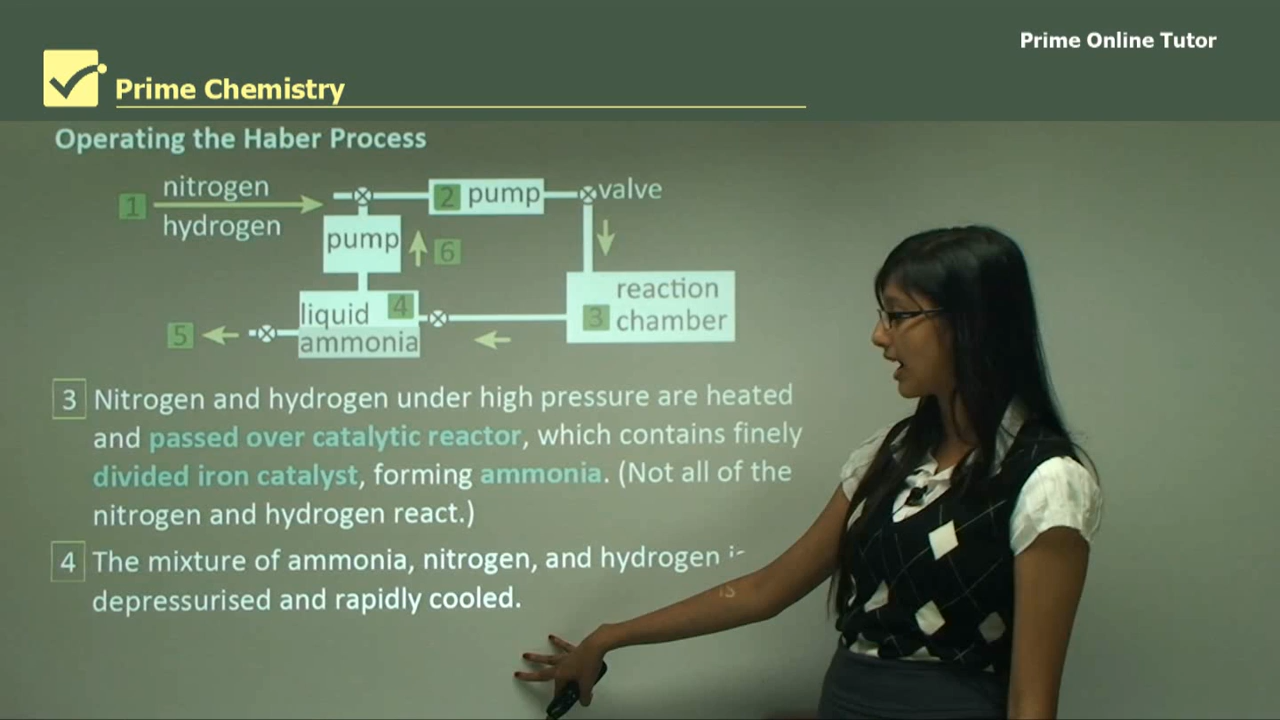 Prime Online Tutor
Prime Chemistry
Operating the Haber Process
1 nitrogen
hydrogen
2 pump
valve
pump
6
reaction
3 chamber
liquid 4
ammonia
5
3 Nitrogen and hydrogen under high pressure are heated
and passed over catalytic reactor, which contains finely
divided iron catalyst, forming ammonia. (Not all of the
nitrogen and hydrogen react.)
4 The mixture of ammonia, nitrogen, and hydrogen is
depressurised and rapidly cooled.